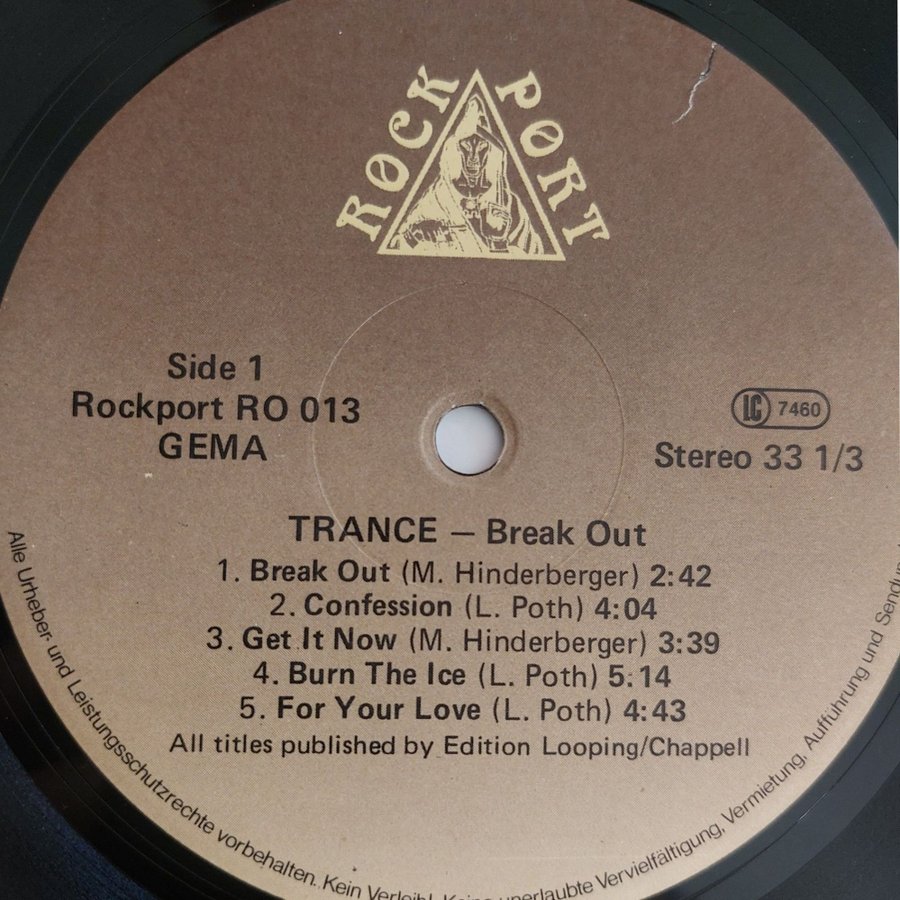 ROCK PORT
Side 1
Rockport RO 013
GEMA
LC 7460
Stereo 33 1/3
TRANCE – Break Out
1. Break Out (M. Hinderberger) 2:42
2. Confession (L. Poth) 4:04
3. Get It Now (M. Hinderberger) 3:39
4. Burn The Ice (L. Poth) 5:14
5. For Your Love (L. Poth) 4:43
All titles published by Edition Looping/Chappell
Alle Urheber- und Leistungsschutzrechte vorbehalten. Kein Verleih! Keine unerlaubte Vervielfältigung, Vermietung, Aufführung und Sendung